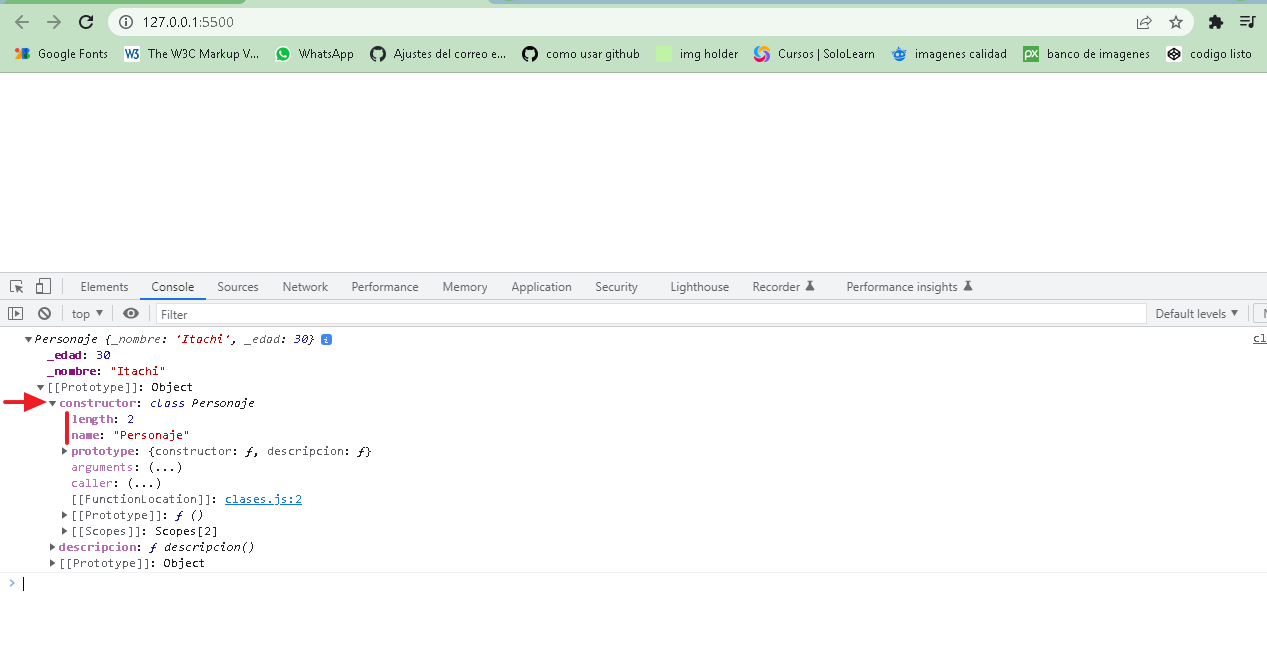 127.0.0.1:5500
Google Fonts The W3C Markup V... WhatsApp Ajustes del correo e... como usar github img holder Cursos | SoloLearn imagenes calidad banco de imagenes codigo listo
Elements Console Sources Network Performance Memory Application Security Lighthouse Recorder Performance insights
top Filter Default levels
Personaje {_nombre: 'Itachi', _edad: 30} cl
_edad: 30
_nombre: "Itachi"
[[Prototype]]: Object
constructor: class Personaje
length: 2
name: "Personaje"
prototype: {constructor: ƒ, descripcion: ƒ}
arguments: (...)
caller: (...)
[[FunctionLocation]]: clases.js:2
[[Prototype]]: ƒ ()
[[Scopes]]: Scopes[2]
descripcion: ƒ descripcion()
[[Prototype]]: Object